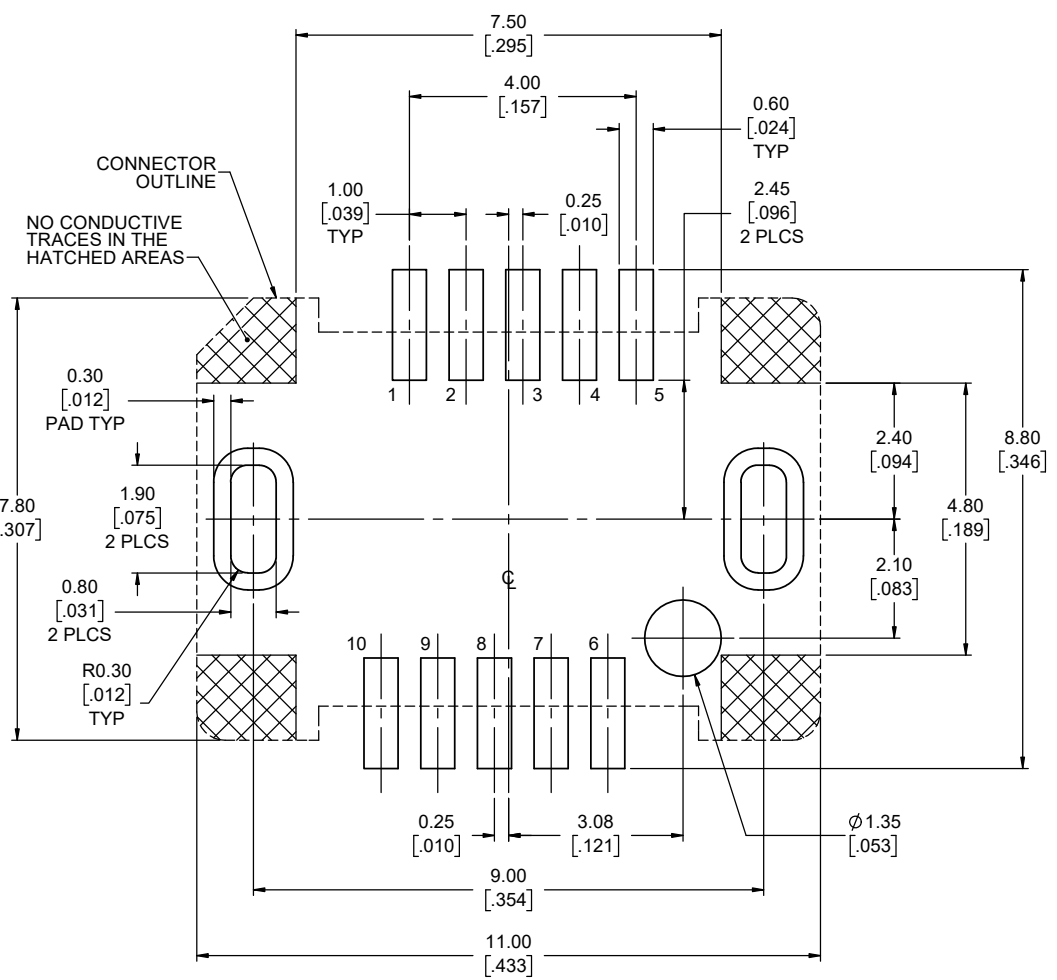 7.50
[.295]
4.00
[.157]
0.60
[.024]
TYP
CONNECTOR
OUTLINE
1.00
[.039]
TYP
0.25
[.010]
2.45
[.096]
2 PLCS
NO CONDUCTIVE
TRACES IN THE
HATCHED AREAS
1 2 3 4 5
0.30
[.012]
PAD TYP
2.40
[.094]
8.80
[.346]
7.80
.307]
1.90
[.075]
2 PLCS
4.80
[.189]
0.80
[.031]
2 PLCS
℄
2.10
[.083]
10 9 8 7 6
R0.30
[.012]
TYP
0.25
[.010]
3.08
[.121]
⌀1.35
[.053]
9.00
[.354]
11.00
[.433]